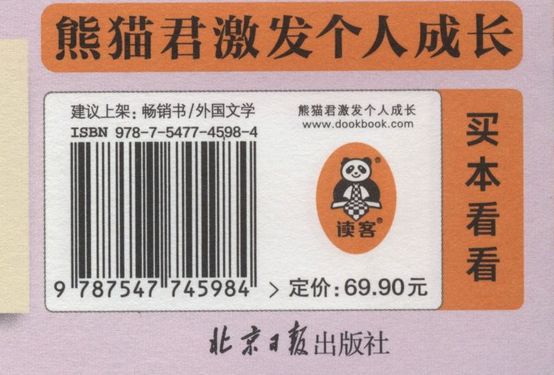 熊猫君激发个人成长
建议上架：畅销书/外国文学
ISBN 978-7-5477-4598-4
9 787547 745984 >
熊猫君激发个人成长
www.dookbook.com
读客®
定价：69.90元
买本看看
北京日报出版社